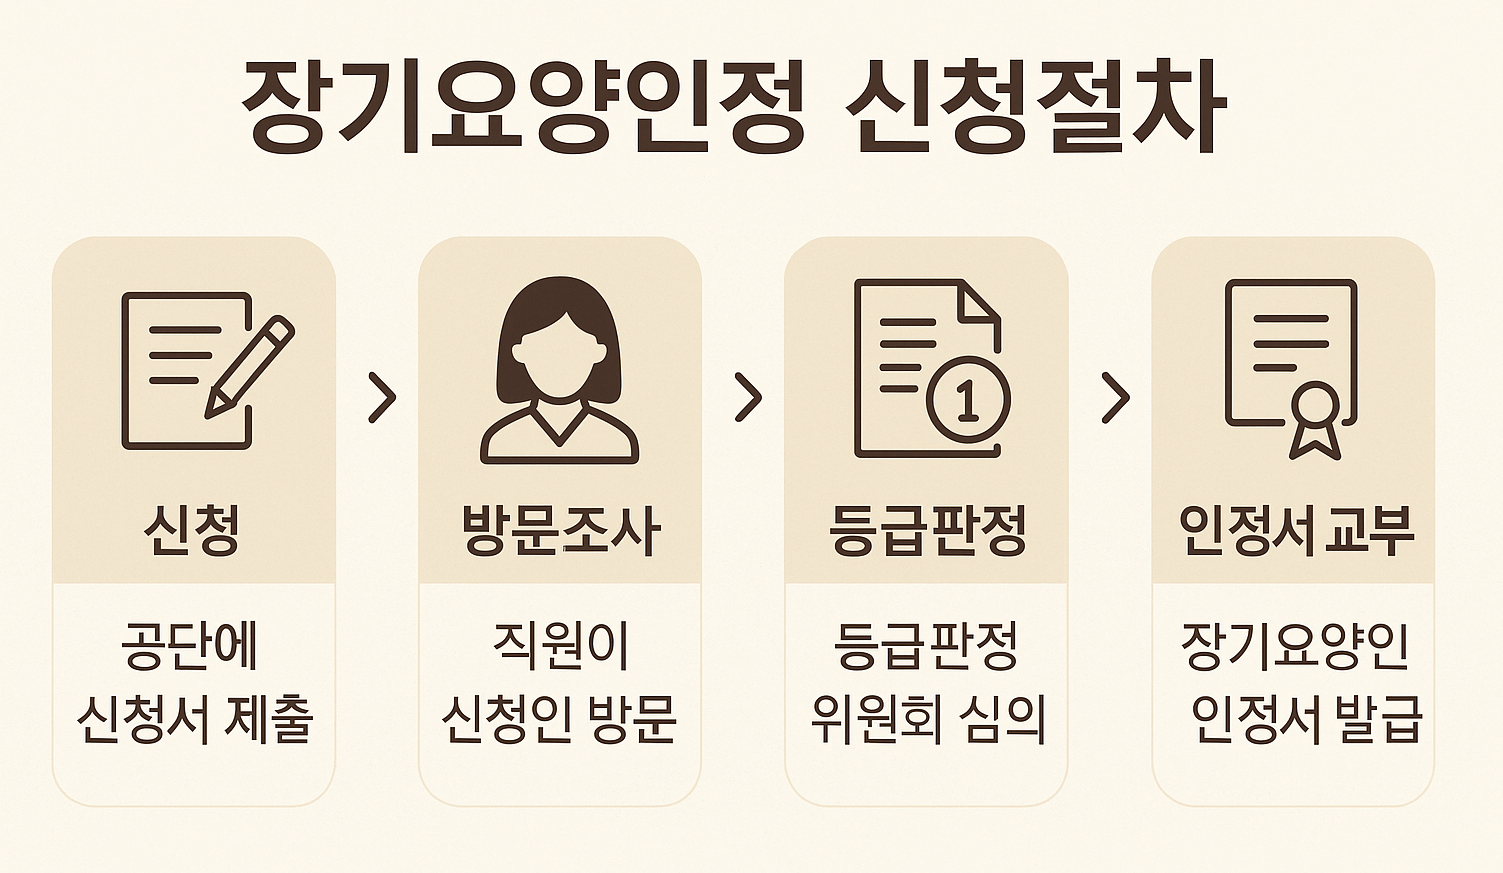 장기요양인정 신청절차
신청
공단에
신청서 제출
방문조사
직원이
신청인 방문
등급판정
1
등급판정
위원회 심의
인정서 교부
장기요양인
인정서 발급